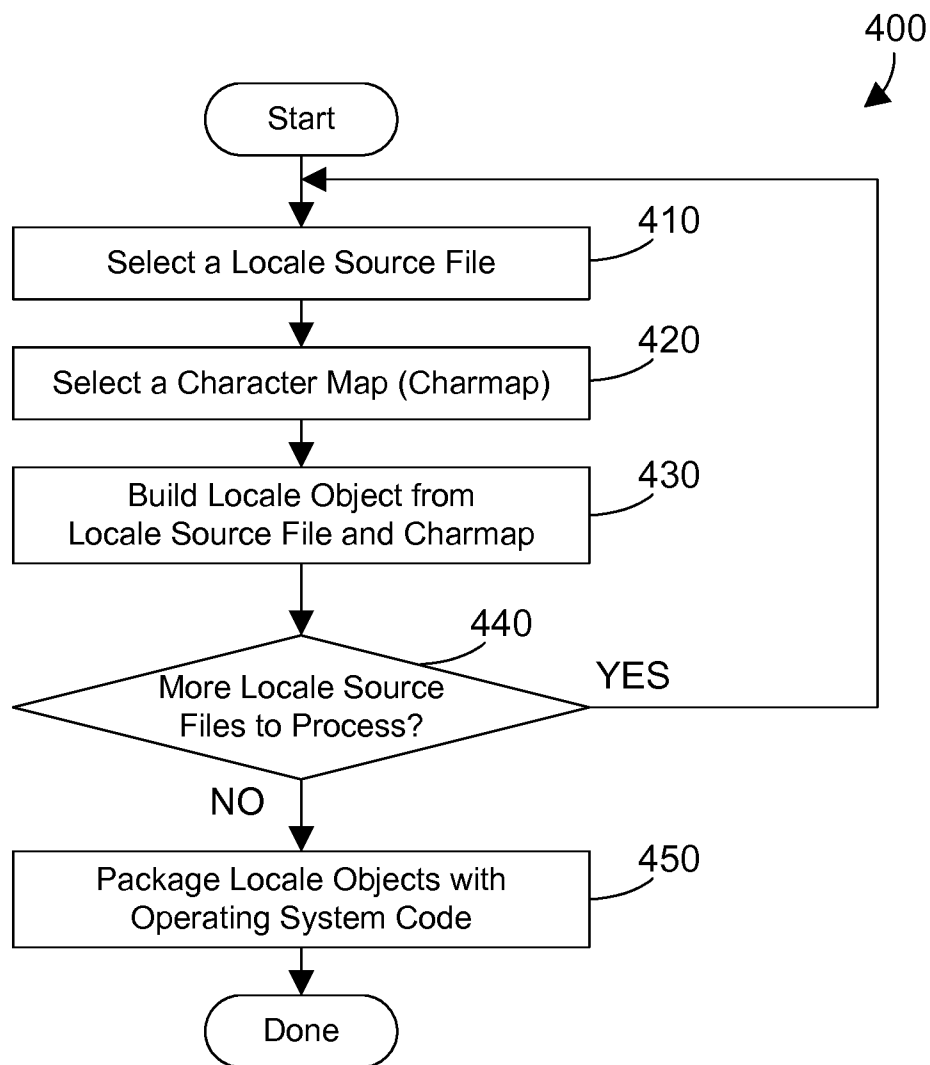 400
Start
410
Select a Locale Source File
420
Select a Character Map (Charmap)
430
Build Locale Object from
Locale Source File and Charmap
440
More Locale Source
Files to Process?
YES
NO
450
Package Locale Objects with
Operating System Code
Done